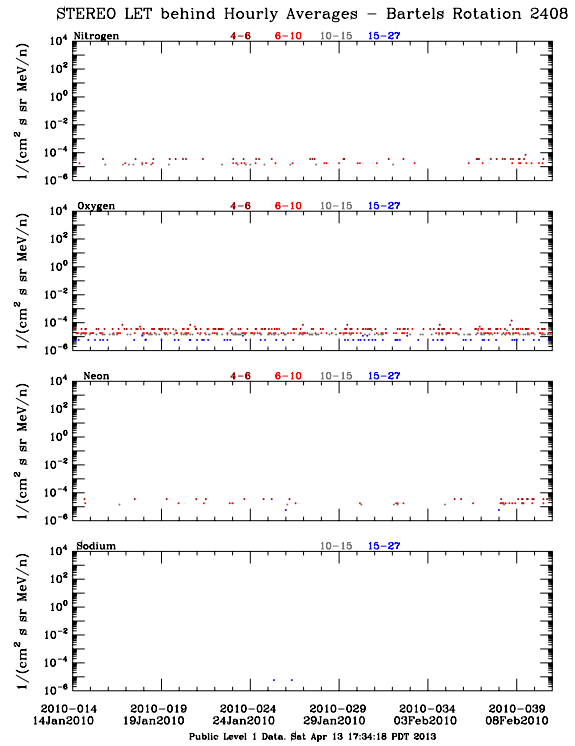 STEREO LET behind Hourly Averages – Bartels Rotation 2408
Nitrogen 4–6 6–10 10–15 15–27
10^4
10^2
10^0
10^-2
10^-4
10^-6
1/(cm^2 s sr MeV/n)
Oxygen 4–6 6–10 10–15 15–27
10^4
10^2
10^0
10^-2
10^-4
10^-6
1/(cm^2 s sr MeV/n)
Neon 4–6 6–10 10–15 15–27
10^4
10^2
10^0
10^-2
10^-4
10^-6
1/(cm^2 s sr MeV/n)
Sodium 10–15 15–27
10^4
10^2
10^0
10^-2
10^-4
10^-6
1/(cm^2 s sr MeV/n)
2010–014 2010–019 2010–024 2010–029 2010–034 2010–039
14Jan2010 19Jan2010 24Jan2010 29Jan2010 03Feb2010 08Feb2010
Public Level 1 Data. Sat Apr 13 17:34:18 PDT 2013